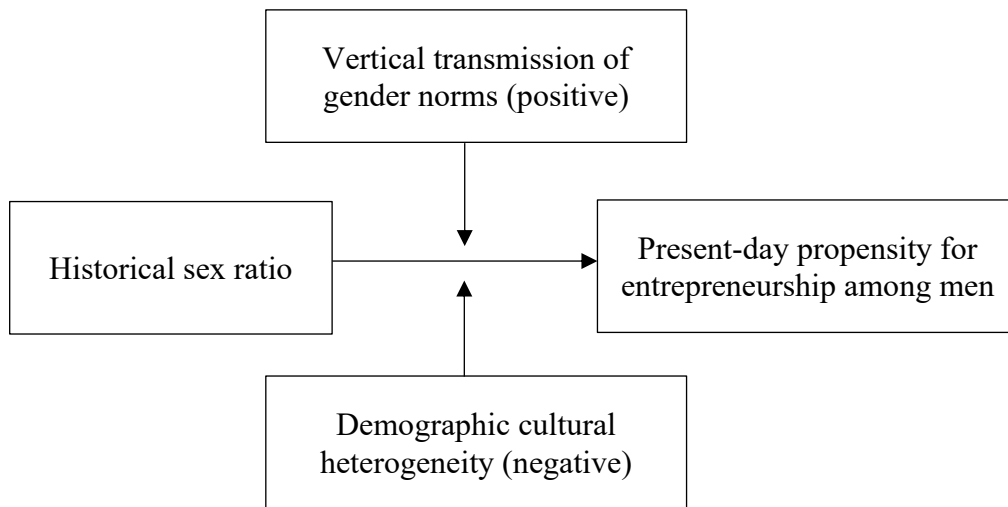 Vertical transmission of
gender norms (positive)
Historical sex ratio
Present-day propensity for
entrepreneurship among men
Demographic cultural
heterogeneity (negative)